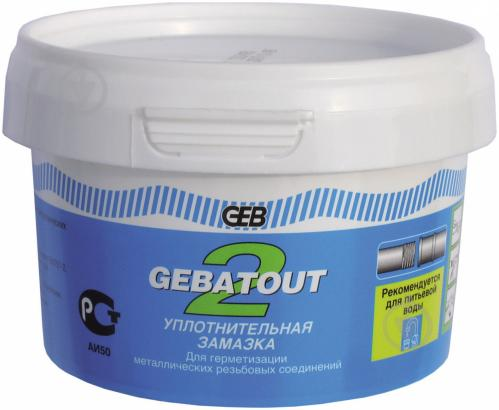 GEB
2
GEBATOUT
УПЛОТНИТЕЛЬНАЯ
ЗАМАЗКА
Для герметизации
металлических резьбовых соединений
Рекомендуется
для питьевой
воды
АИ50